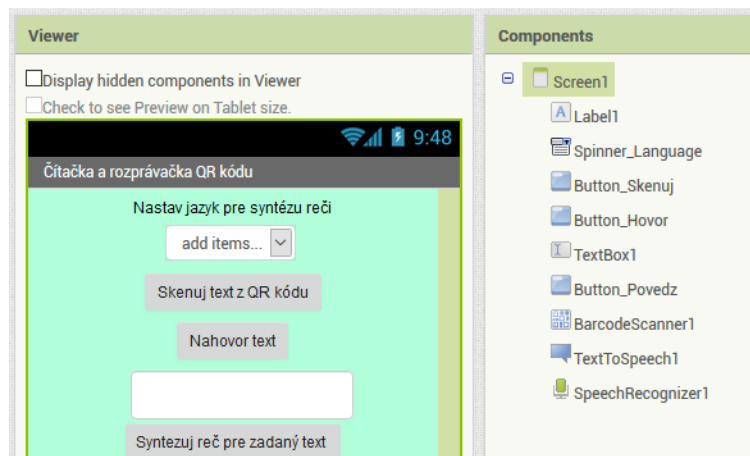 Viewer
Display hidden components in Viewer
Check to see Preview on Tablet size.
9:48
Čítačka a rozprávačka QR kódu
Nastav jazyk pre syntézu reči
add items...
Skenuj text z QR kódu
Nahovor text
Syntezuj reč pre zadaný text
Components
Screen1
A Label1
Spinner_Language
Button_Skenuj
Button_Hovor
TextBox1
Button_Povedz
BarcodeScanner1
TextToSpeech1
SpeechRecognizer1